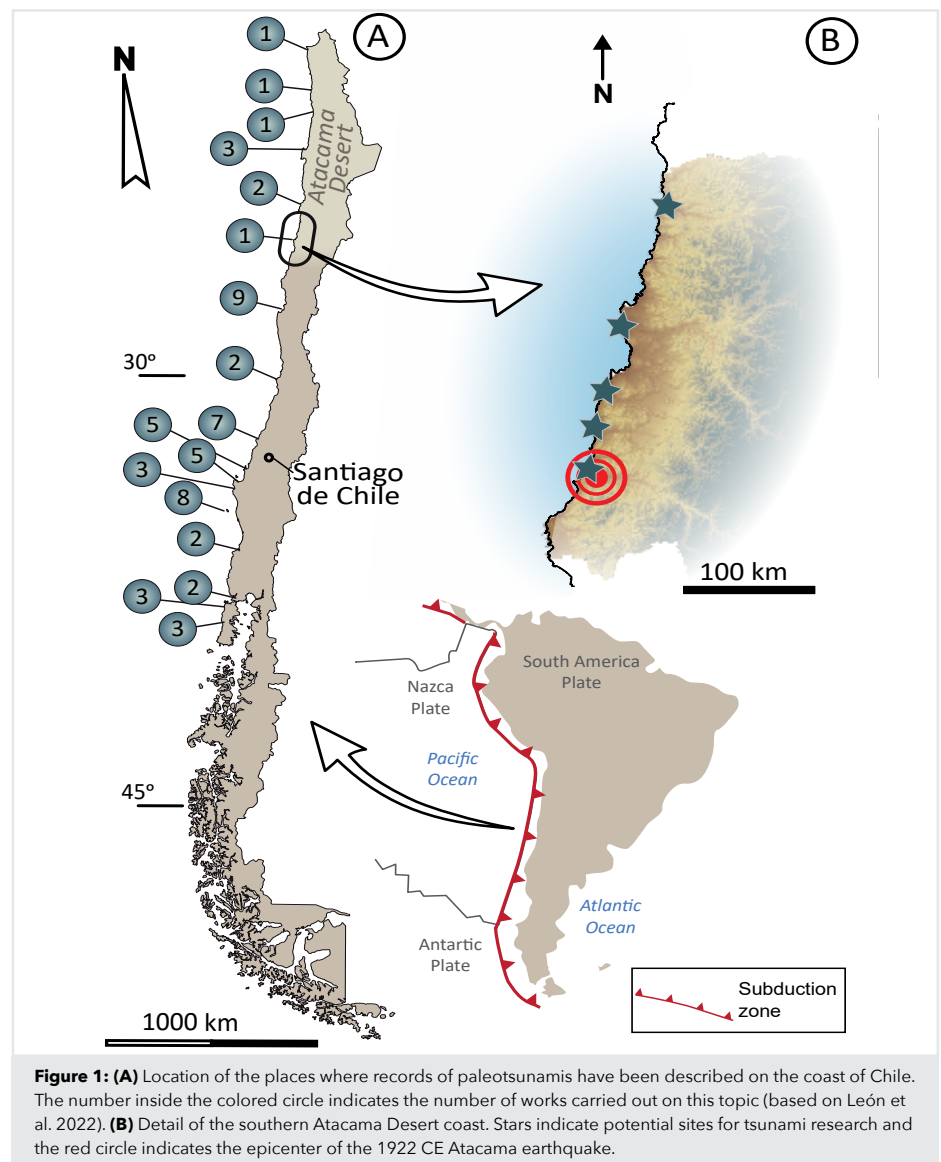 A
B
N
N
1
1
1
3
2
1
9
2
7
5
5
3
8
2
2
3
3
Atacama
Desert
30°
Santiago
de Chile
100 km
South America
Plate
Nazca
Plate
Pacific
Ocean
45°
Atlantic
Ocean
Antartic
Plate
Subduction
zone
1000 km
Figure 1: (A) Location of the places where records of paleotsunamis have been described on the coast of Chile.
The number inside the colored circle indicates the number of works carried out on this topic (based on León et
al. 2022). (B) Detail of the southern Atacama Desert coast. Stars indicate potential sites for tsunami research and
the red circle indicates the epicenter of the 1922 CE Atacama earthquake.